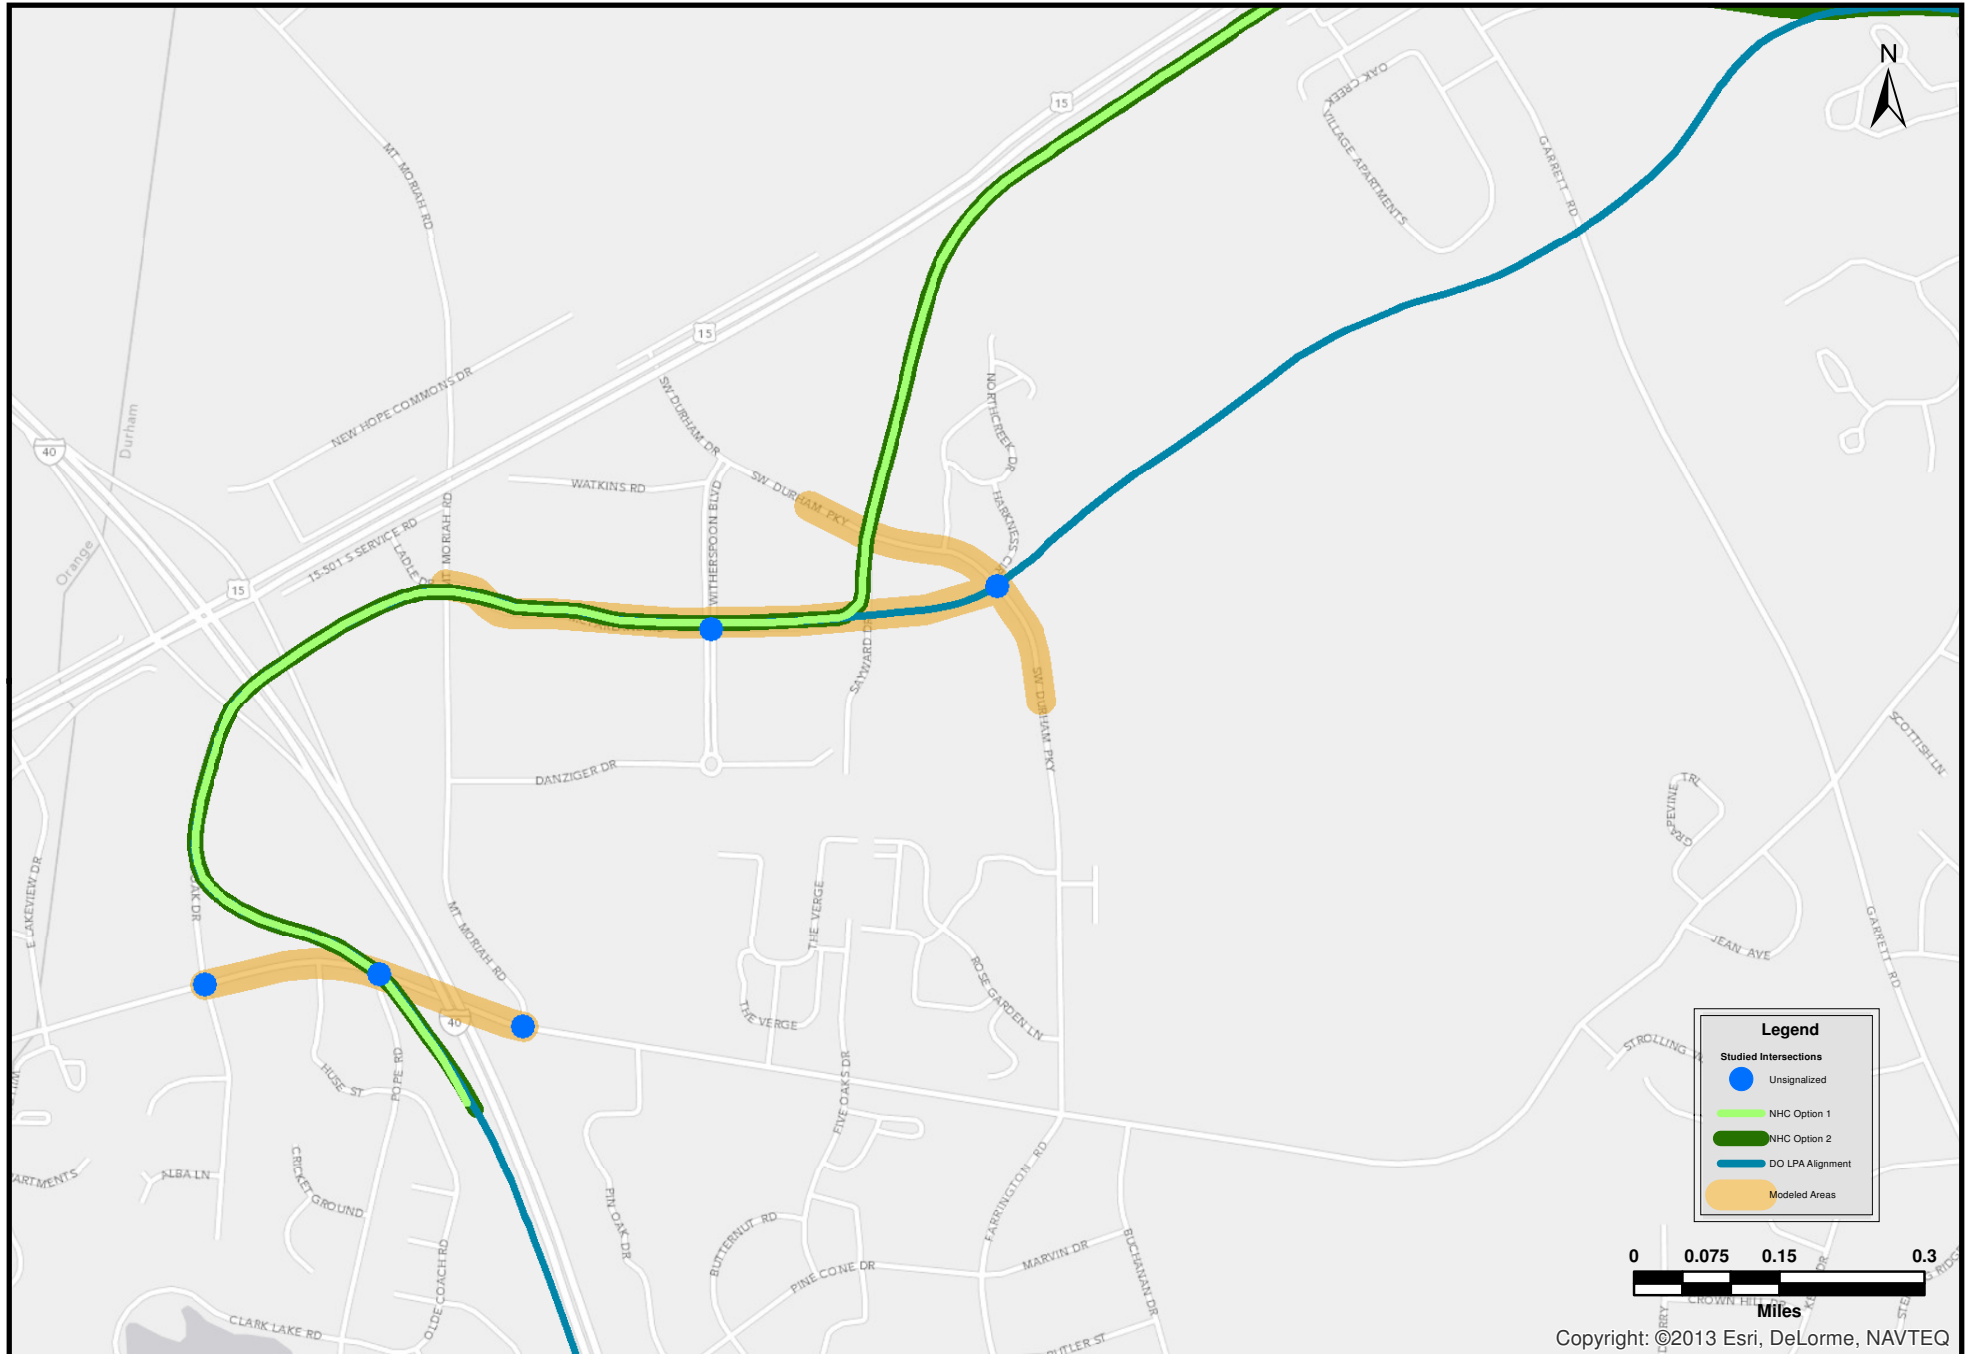 N
15
OAK CREEK
VILLAGE APARTMENTS
GARRETT RD
MT MORIAH RD
15
NEW HOPE COMMONS DR
SW DURHAM DR
NORTHCREEK DR
Durham
40
WATKINS RD
SW DURHAM PKY
WITHERSPOON BLVD
HARKNESS CIR
MT MORIAH RD
15-501 S SERVICE RD
LADLE DR
Orange
15
SAYWARD DR
SW DURHAM PKY
SCOTTISH LN
DANZIGER DR
GRAPEVINE TRL
E LAKEVIEW DR
OAK DR
MT. MORIAH RD
THE VERGE
JEAN AVE
GARRETT RD
ROSE GARDEN LN
THE VERGE
40
HUSE ST
POPE RD
FIVE OAKS DR
STROLLING
Legend
Studied Intersections
Unsignalized
NHC Option 1
NHC Option 2
DO LPA Alignment
Modeled Areas
ARTMENTS
ALBA LN
CRICKET GROUND
PIN OAK DR
FARRINGTON RD
BUTTERNUT RD
PINE CONE DR
MARVIN DR
BUCHANAN DR
OLDE COACH RD
CLARK LAKE RD
BUTLER ST
0 0.075 0.15 0.3
Miles
CROWN HILL DR
Copyright: ©2013 Esri, DeLorme, NAVTEQ